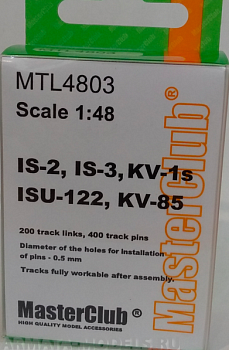 MTL4803
Scale 1:48
IS-2, IS-3, KV-1s
ISU-122, KV-85
200 track links, 400 track pins
Diameter of the holes for installation
of pins - 0.5 mm
Tracks fully workable after assembly.
MasterClub®
HIGH QUALITY MODEL ACCESSORIES
MasterClub®